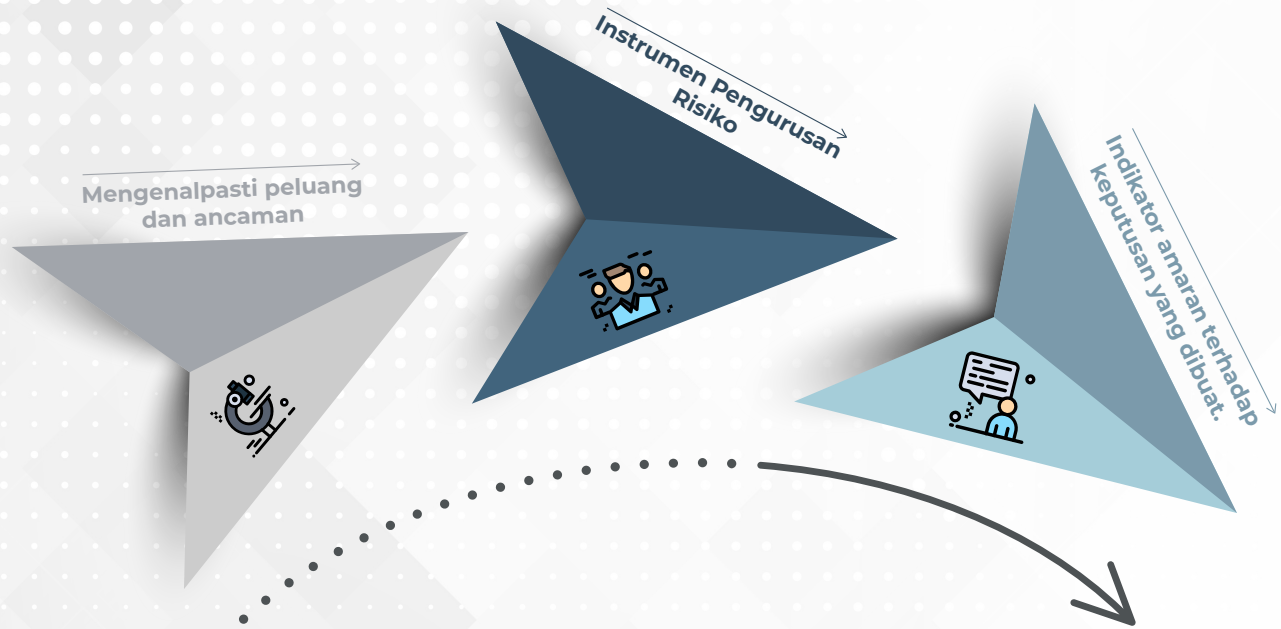 Mengenalpasti peluang
dan ancaman
Instrumen Pengurusan
Risiko
Indikator amaran terhadap
keputusan yang dibuat.